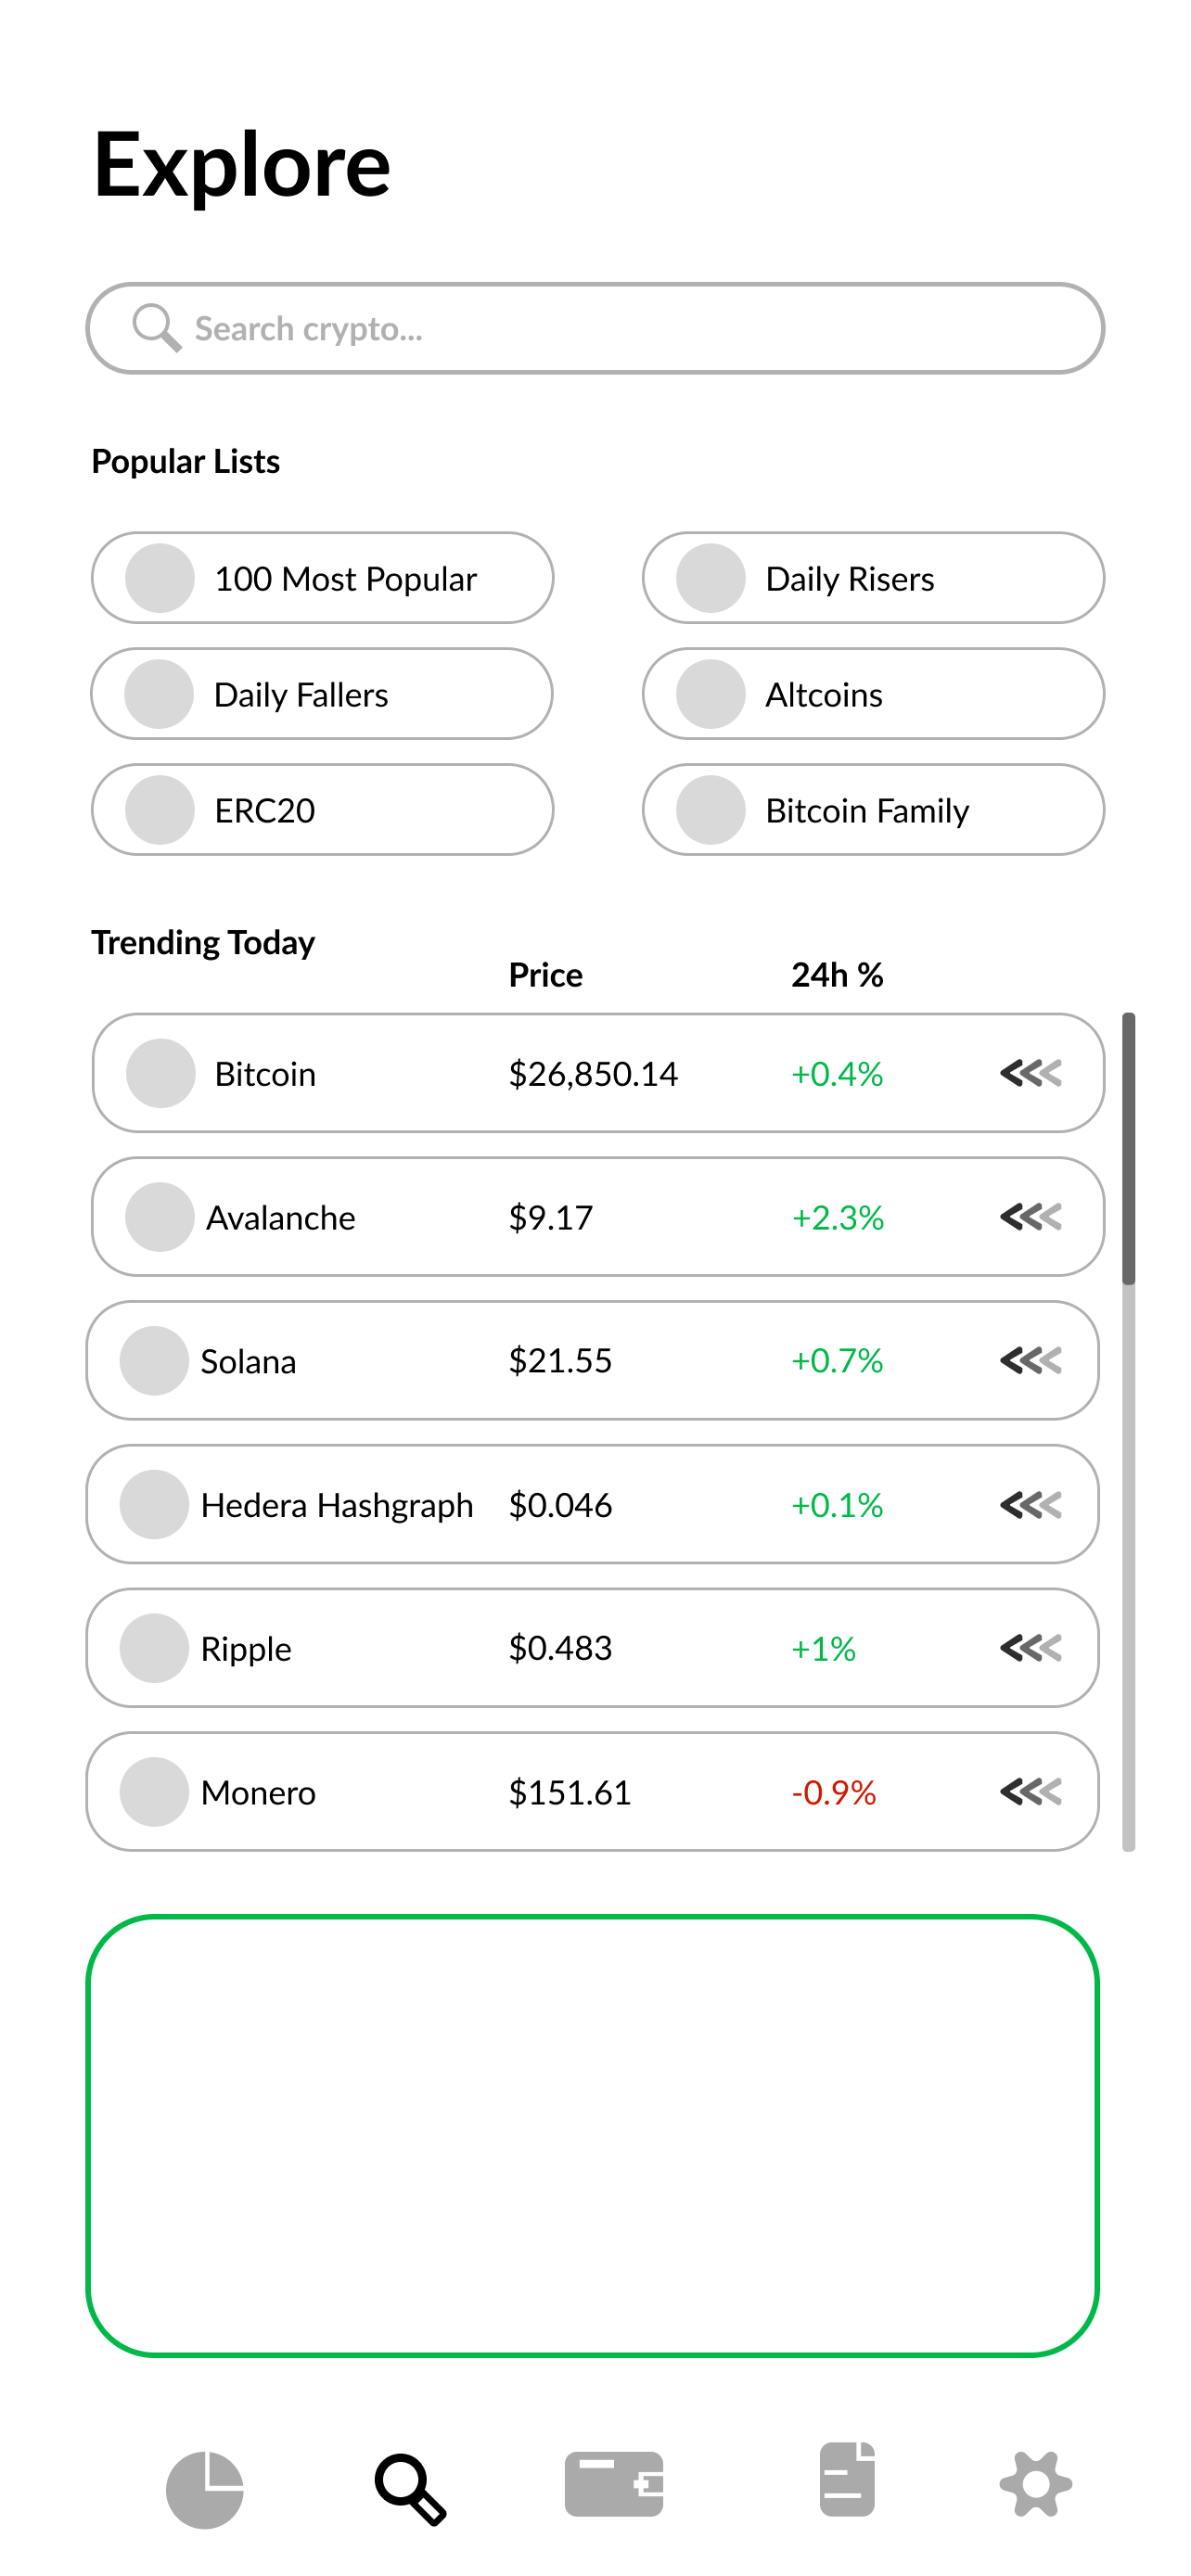 Explore
Search crypto...
Popular Lists
100 Most Popular
Daily Risers
Daily Fallers
Altcoins
ERC20
Bitcoin Family
Trending Today
Price 24h %
Bitcoin $26,850.14 +0.4%
Avalanche $9.17 +2.3%
Solana $21.55 +0.7%
Hedera Hashgraph $0.046 +0.1%
Ripple $0.483 +1%
Monero $151.61 -0.9%